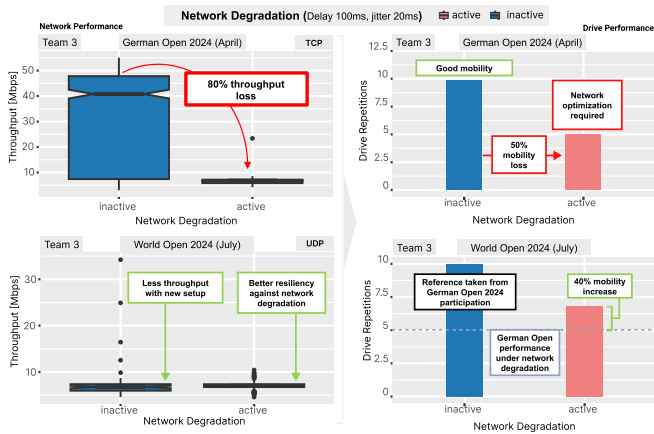 Network Degradation (Delay 100ms, jitter 20ms) active inactive
Network Performance
Drive Performance
Team 3 German Open 2024 (April) TCP
Throughput [Mbps]
50
40
30
20
10
80% throughput
loss
inactive active
Network Degradation
Team 3 German Open 2024 (April)
Drive Repetitions
12.5
10
7.5
5
2.5
0
Good mobility
Network
optimization
required
50%
mobility
loss
inactive active
Network Degradation
Team 3 World Open 2024 (July) UDP
Throughput [Mbps]
30
20
10
Less throughput
with new setup
Better resiliency
against network
degradation
inactive active
Network Degradation
Team 3 World Open 2024 (July)
Drive Repetitions
10
7.5
5
2.5
0
Reference taken from
German Open 2024
participation
40% mobility
increase
German Open
performance
under network
degradation
inactive active
Network Degradation